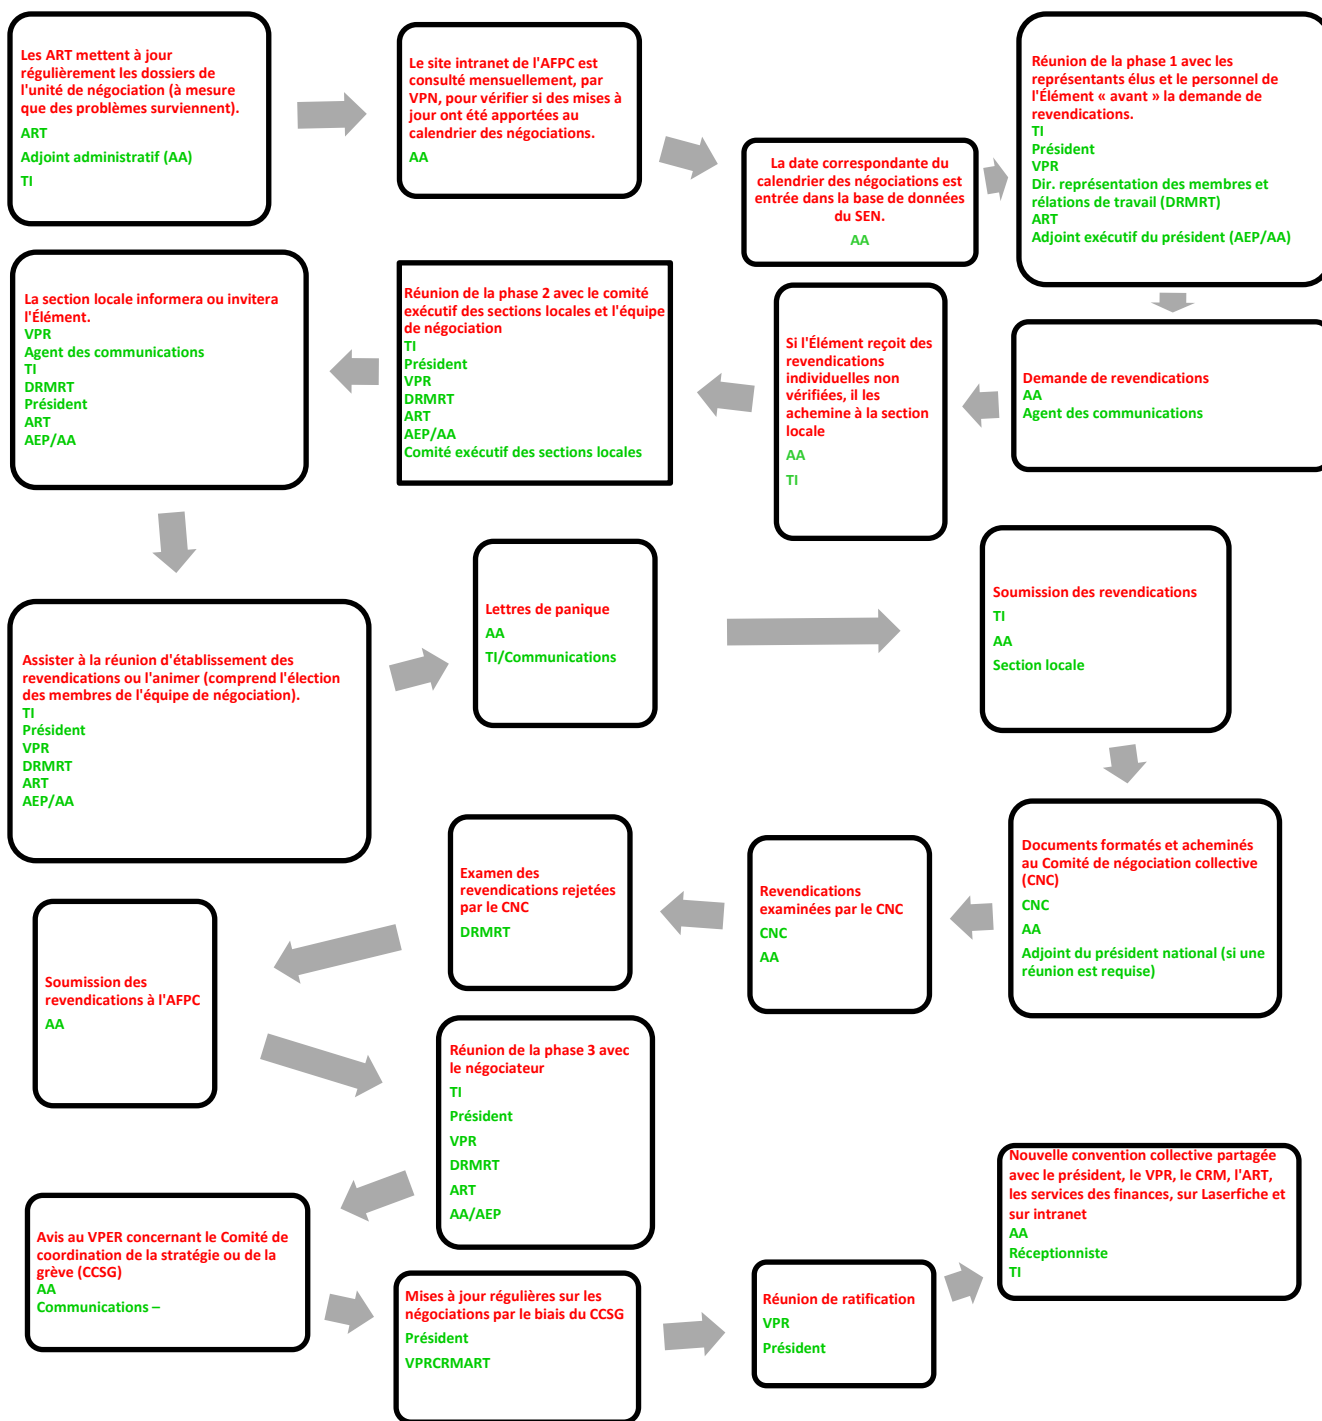 Les ART mettent à jour
régulièrement les dossiers de
l'unité de négociation (à mesure
que des problèmes surviennent).
ART
Adjoint administratif (AA)
TI
Le site intranet de l'AFPC est
consulté mensuellement, par
VPN, pour vérifier si des mises à
jour ont été apportées au
calendrier des négociations.
AA
La date correspondante du
calendrier des négociations est
entrée dans la base de données
du SEN.
AA
Réunion de la phase 1 avec les
représentants élus et le personnel de
l'Élément « avant » la demande de
revendications.
TI
Président
VPR
Dir. représentation des membres et
rélations de travail (DRMRT)
ART
Adjoint exécutif du président (AEP/AA)
Demande de revendications
AA
Agent des communications
Si l'Élément reçoit des
revendications
individuelles non
vérifiées, il les
achemine à la section
locale
AA
TI
Réunion de la phase 2 avec le comité
exécutif des sections locales et l'équipe
de négociation
TI
Président
VPR
DRMRT
ART
AEP/AA
Comité exécutif des sections locales
La section locale informera ou invitera
l'Élément.
VPR
Agent des communications
TI
DRMRT
Président
ART
AEP/AA
Assister à la réunion d'établissement des
revendications ou l'animer (comprend l'élection
des membres de l'équipe de négociation).
TI
Président
VPR
DRMRT
ART
AEP/AA
Lettres de panique
AA
TI/Communications
Soumission des revendications
TI
AA
Section locale
Documents formatés et acheminés
au Comité de négociation collective
(CNC)
CNC
AA
Adjoint du président national (si une
réunion est requise)
Revendications
examinées par le CNC
CNC
AA
Examen des
revendications rejetées
par le CNC
DRMRT
Soumission des
revendications à l'AFPC
AA
Réunion de la phase 3 avec
le négociateur
TI
Président
VPR
DRMRT
ART
AA/AEP
Avis au VPER concernant le Comité de
coordination de la stratégie ou de la
grève (CCSG)
AA
Communications –
Mises à jour régulières sur les
négociations par le biais du CCSG
Président
VPRCRMART
Réunion de ratification
VPR
Président
Nouvelle convention collective partagée
avec le président, le VPR, le CRM, l'ART,
les services des finances, sur Laserfiche et
sur intranet
AA
Réceptionniste
TI